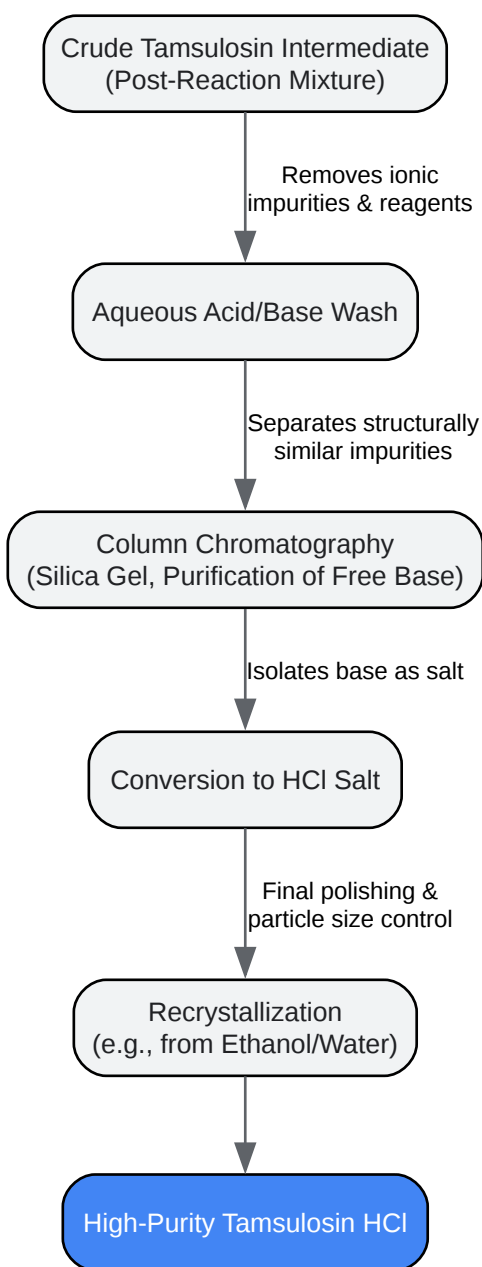 Crude Tamsulosin Intermediate
(Post-Reaction Mixture)
Removes ionic
impurities & reagents
Aqueous Acid/Base Wash
Separates structurally
similar impurities
Column Chromatography
(Silica Gel, Purification of Free Base)
Isolates base as salt
Conversion to HCl Salt
Final polishing &
particle size control
Recrystallization
(e.g., from Ethanol/Water)
High-Purity Tamsulosin HCl